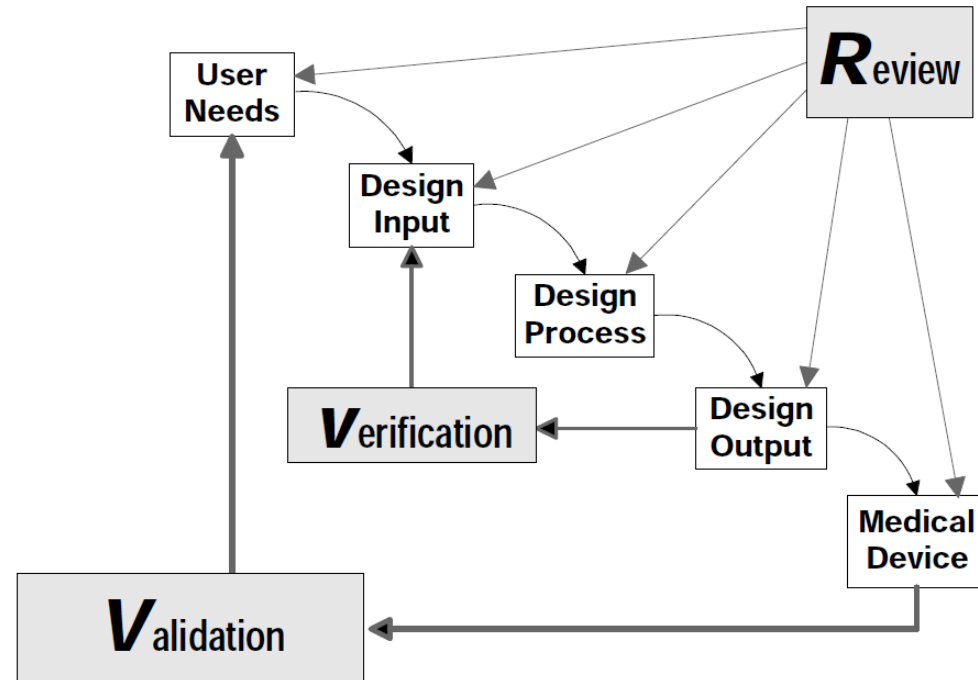 Review
User
Needs
Design
Input
Design
Process
Verification
Design
Output
Medical
Device
Validation